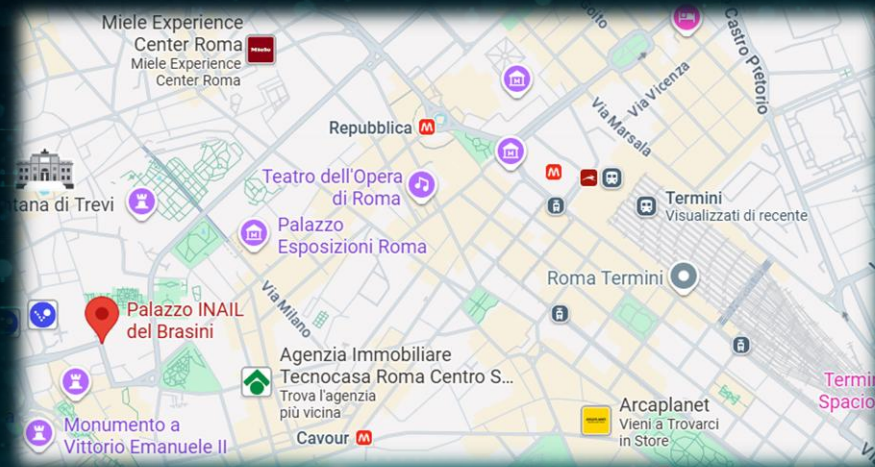 Miele Experience
Center Roma
Miele Experience
Center Roma
Miele
Colto
Castro Pretorio
Via Vicenza
Via Marsala
Repubblica M
M
Teatro dell'Opera
di Roma
Termini
Visualizzati di recente
tana di Trevi
Palazzo
Esposizioni Roma
Roma Termini
Via Milano
Palazzo INAIL
del Brasini
Agenzia Immobiliare
Tecnocasa Roma Centro S...
Trova l'agenzia
più vicina
Termin
Spacio
Arcaplanet
Vieni a Trovarci
in Store
Monumento a
Vittorio Emanuele II
Cavour M